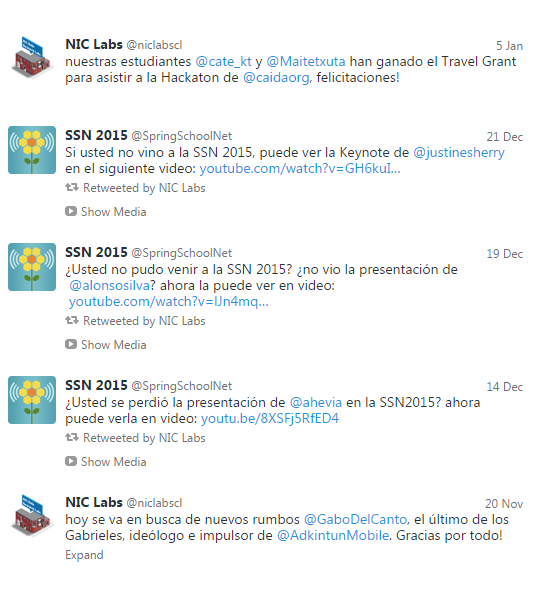 NIC Labs @niclabscl 5 Jan
nuestras estudiantes @cate_kt y @Maitetxuta han ganado el Travel Grant
para asistir a la Hackaton de @caidaorg, felicitaciones!
SSN 2015 @SpringSchoolNet 21 Dec
Si usted no vino a la SSN 2015, puede ver la Keynote de @justinesherry
en el siguiente video: youtube.com/watch?v=GH6kuI...
Retweeted by NIC Labs
Show Media
SSN 2015 @SpringSchoolNet 19 Dec
¿Usted no pudo venir a la SSN 2015? ¿no vio la presentación de
@alonsosilva? ahora la puede ver en video:
youtube.com/watch?v=lJn4mq...
Retweeted by NIC Labs
Show Media
SSN 2015 @SpringSchoolNet 14 Dec
¿Usted se perdió la presentación de @ahevia en la SSN2015? ahora
puede verla en video: youtu.be/8XSFj5RfED4
Retweeted by NIC Labs
Show Media
NIC Labs @niclabscl 20 Nov
hoy se va en busca de nuevos rumbos @GaboDelCanto, el último de los
Gabrieles, ideólogo e impulsor de @AdkintunMobile. Gracias por todo!
Expand